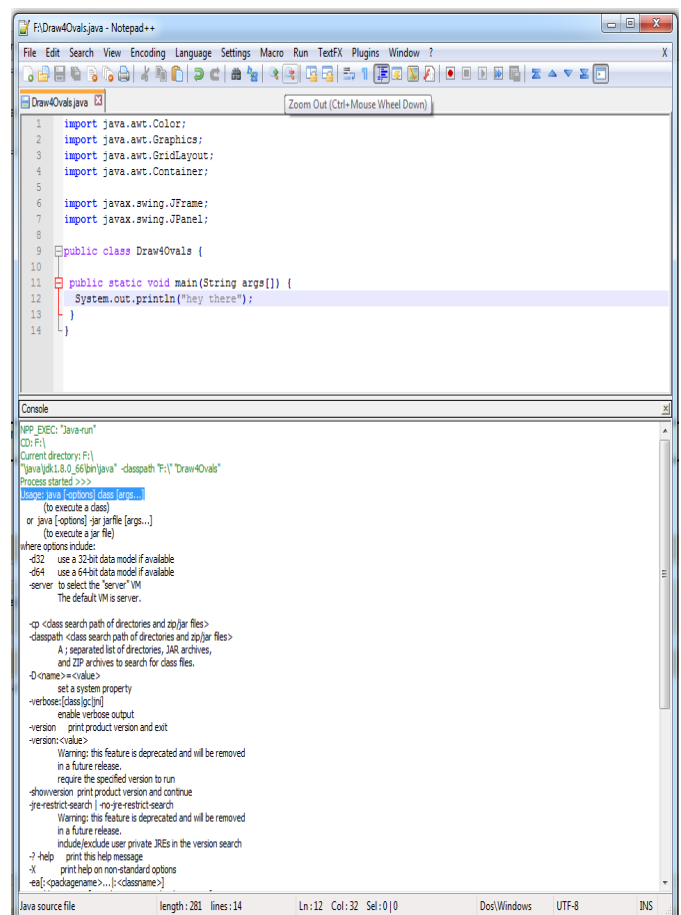 F:\Draw4Ovals.java - Notepad++
File Edit Search View Encoding Language Settings Macro Run TextFX Plugins Window ? X
Draw4Ovals.java
Zoom Out (Ctrl+Mouse Wheel Down)
1 import java.awt.Color;
2 import java.awt.Graphics;
3 import java.awt.GridLayout;
4 import java.awt.Container;
5
6 import javax.swing.JFrame;
7 import javax.swing.JPanel;
8
9 public class Draw4Ovals {
10
11 public static void main(String args[]) {
12 System.out.println("hey there");
13 }
14 }
Console
NPP_EXEC: "Java-run"
CD: F:\
Current directory: F:\
"\java\jdk1.8.0_66\bin\java" -classpath "F:\" "Draw4Ovals"
Process started >>>
Usage: java [-options] class [args...]
(to execute a class)
or java [-options] -jar jarfile [args...]
(to execute a jar file)
where options include:
-d32 use a 32-bit data model if available
-d64 use a 64-bit data model if available
-server to select the "server" VM
The default VM is server.
-cp <class search path of directories and zip/jar files>
-classpath <class search path of directories and zip/jar files>
A ; separated list of directories, JAR archives,
and ZIP archives to search for class files.
-D<name>=<value>
set a system property
-verbose:[class|gc|jni]
enable verbose output
-version print product version and exit
-version:<value>
Warning: this feature is deprecated and will be removed
in a future release.
require the specified version to run
-showversion print product version and continue
-jre-restrict-search | -no-jre-restrict-search
Warning: this feature is deprecated and will be removed
in a future release.
include/exclude user private JREs in the version search
-? -help print this help message
-X print help on non-standard options
-ea[:<packagename>...|:<classname>]
Java source file length : 281 lines : 14 Ln : 12 Col : 32 Sel : 0 | 0 Dos\Windows UTF-8 INS